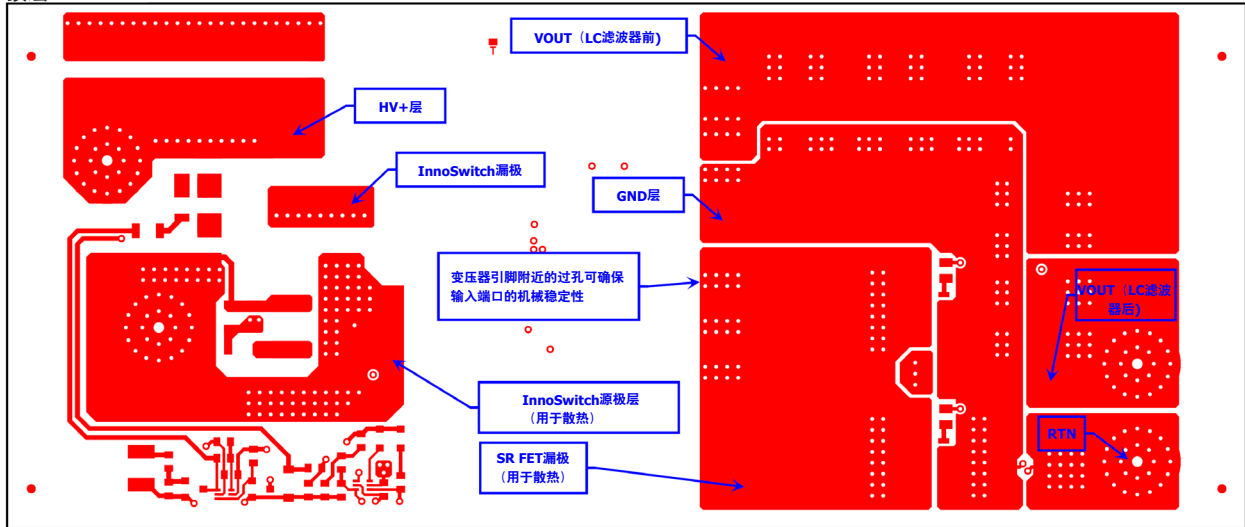 VOUT（LC滤波器前)
HV+层
InnoSwitch漏极
GND层
变压器引脚附近的过孔可确保
输入端口的机械稳定性
VOUT（LC滤波
器后)
InnoSwitch源极层
（用于散热）
RTN
SR FET漏极
（用于散热）